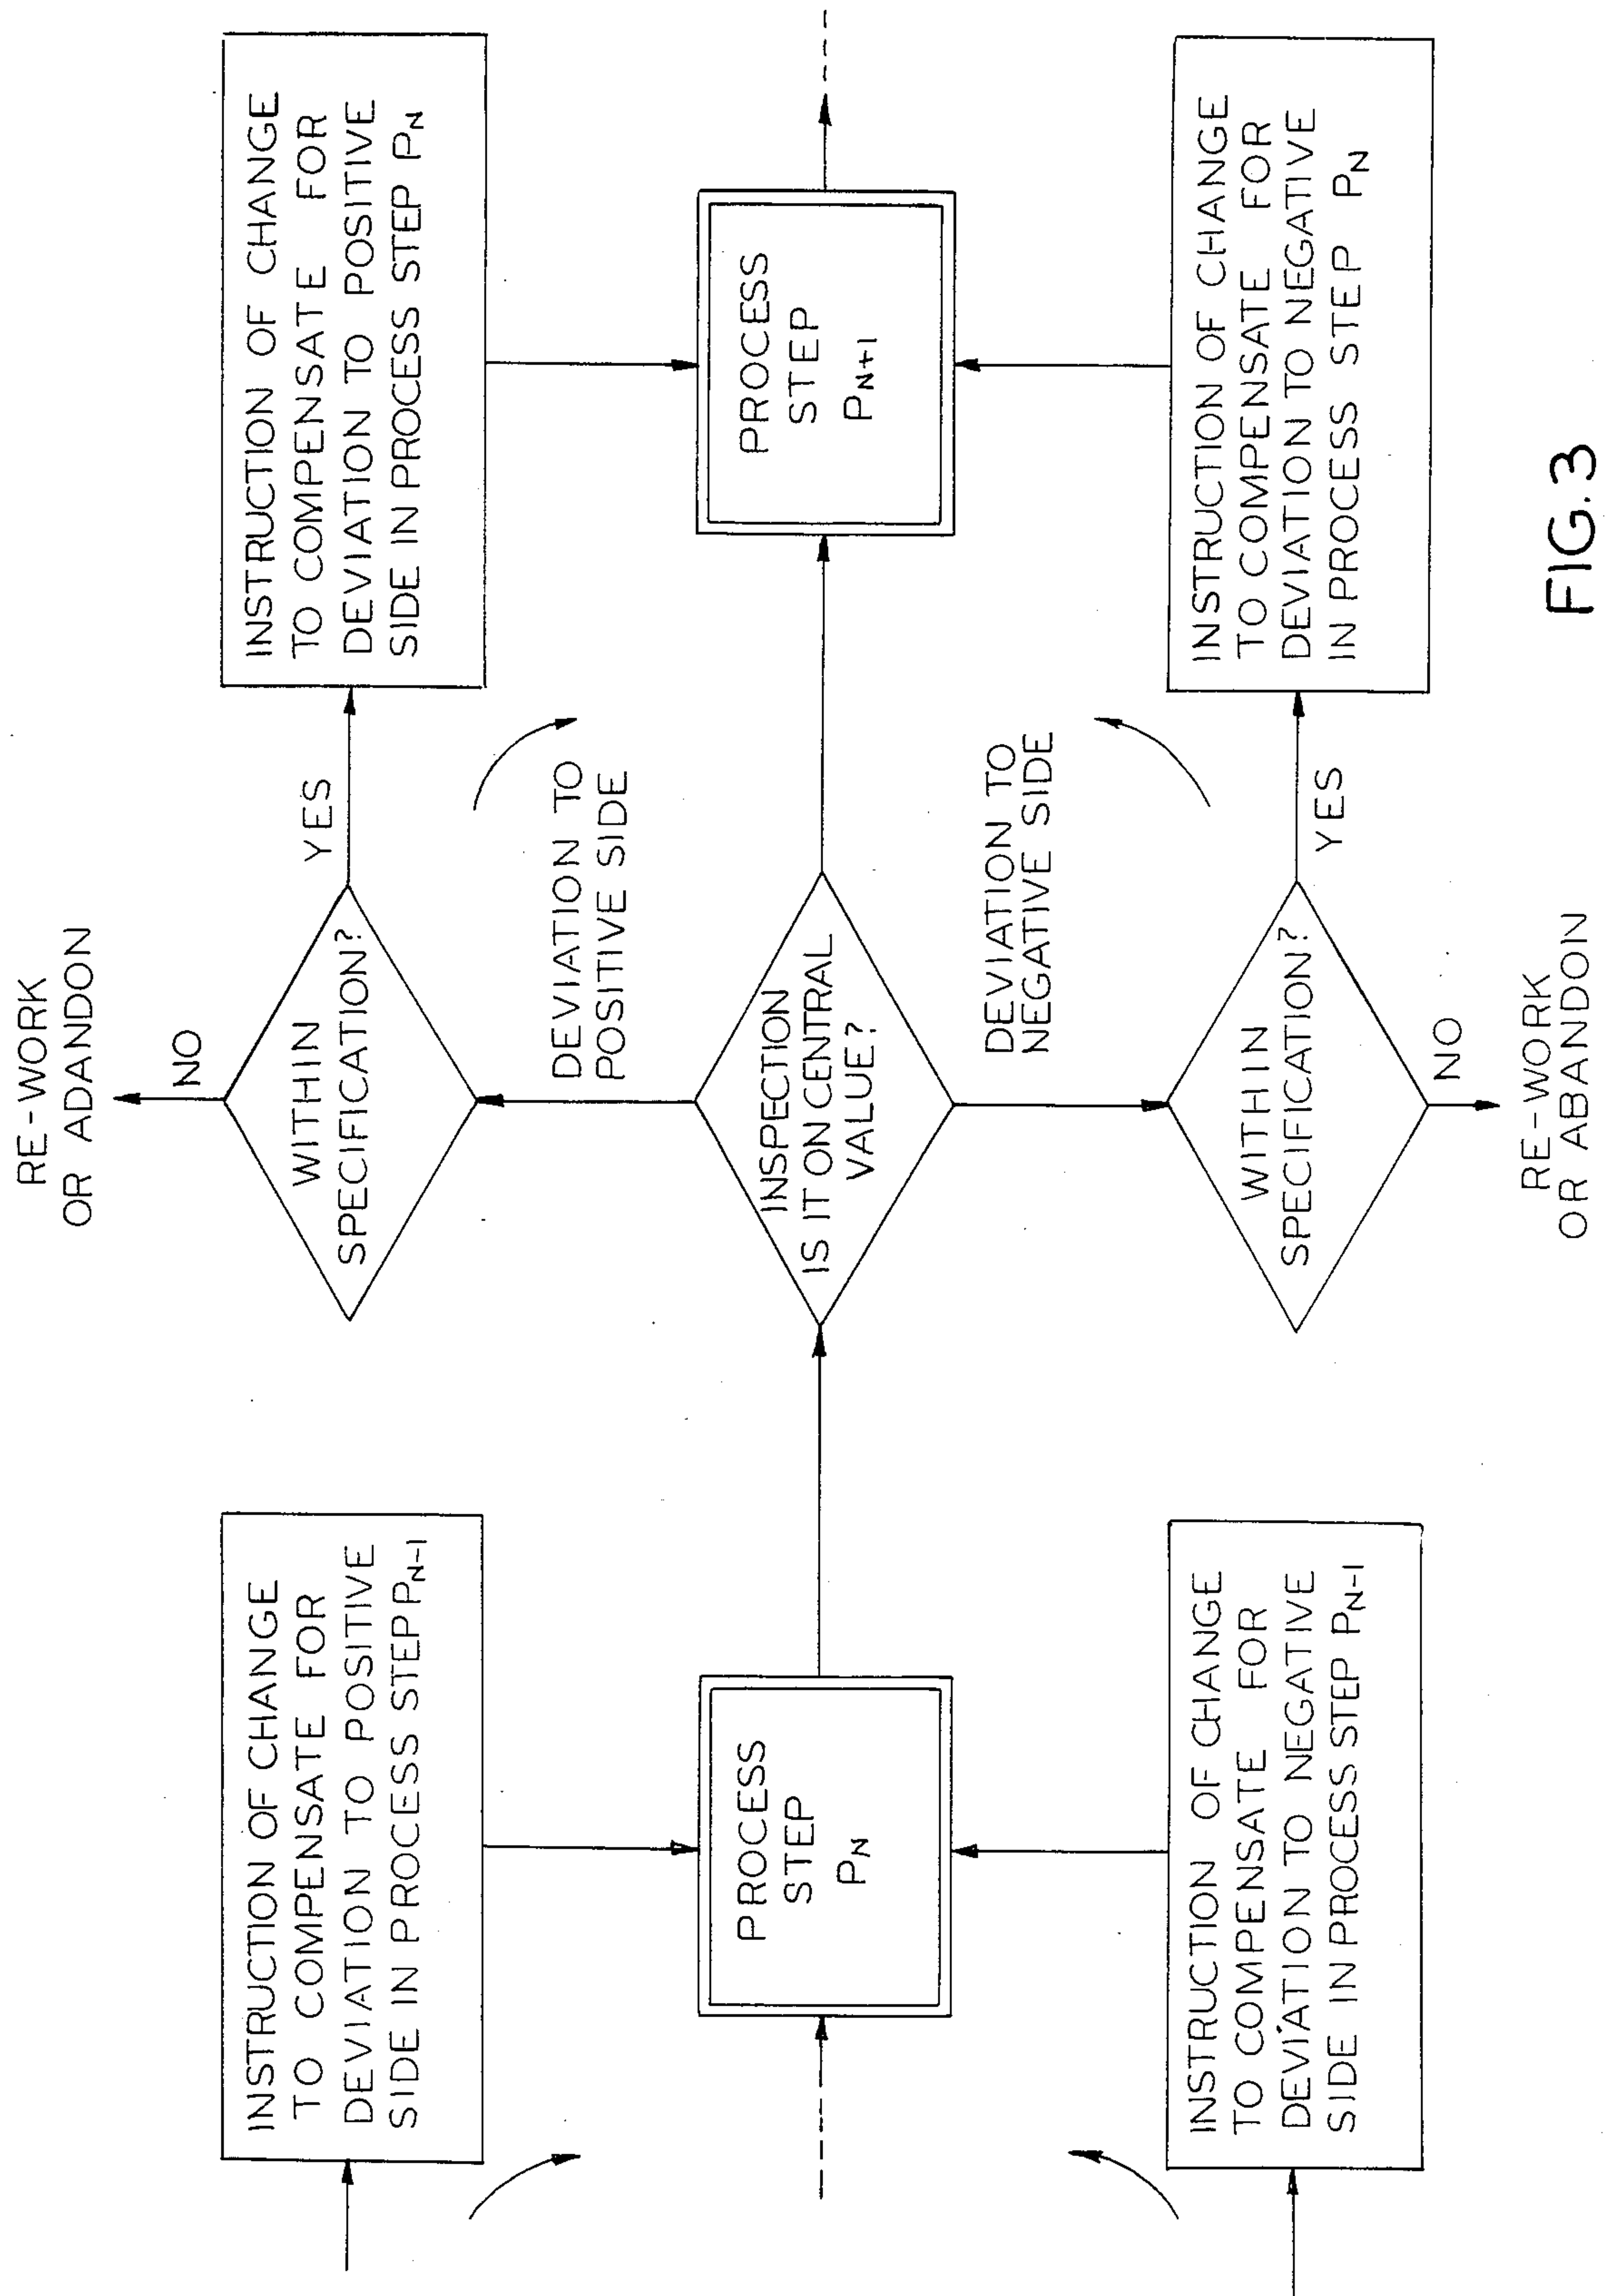 RE-WORK
OR ADANDON
NO
WITHIN
SPECIFICATION?
YES
INSTRUCTION OF CHANGE
TO COMPENSATE FOR
DEVIATION TO POSITIVE
SIDE IN PROCESS STEP PN-1
INSTRUCTION OF CHANGE
TO COMPENSATE FOR
DEVIATION TO POSITIVE
SIDE IN PROCESS STEP PN
DEVIATION TO
POSITIVE SIDE
PROCESS
STEP
PN
INSPECTION
IS IT ON CENTRAL
VALUE?
PROCESS
STEP
PN+1
DEVIATION TO
NEGATIVE SIDE
INSTRUCTION OF CHANGE
TO COMPENSATE FOR
DEVIATION TO NEGATIVE
SIDE IN PROCESS STEP PN-1
WITHIN
SPECIFICATION?
YES
INSTRUCTION OF CHANGE
TO COMPENSATE FOR
DEVIATION TO NEGATIVE
IN PROCESS STEP PN
NO
RE-WORK
OR ABANDON
FIG. 3